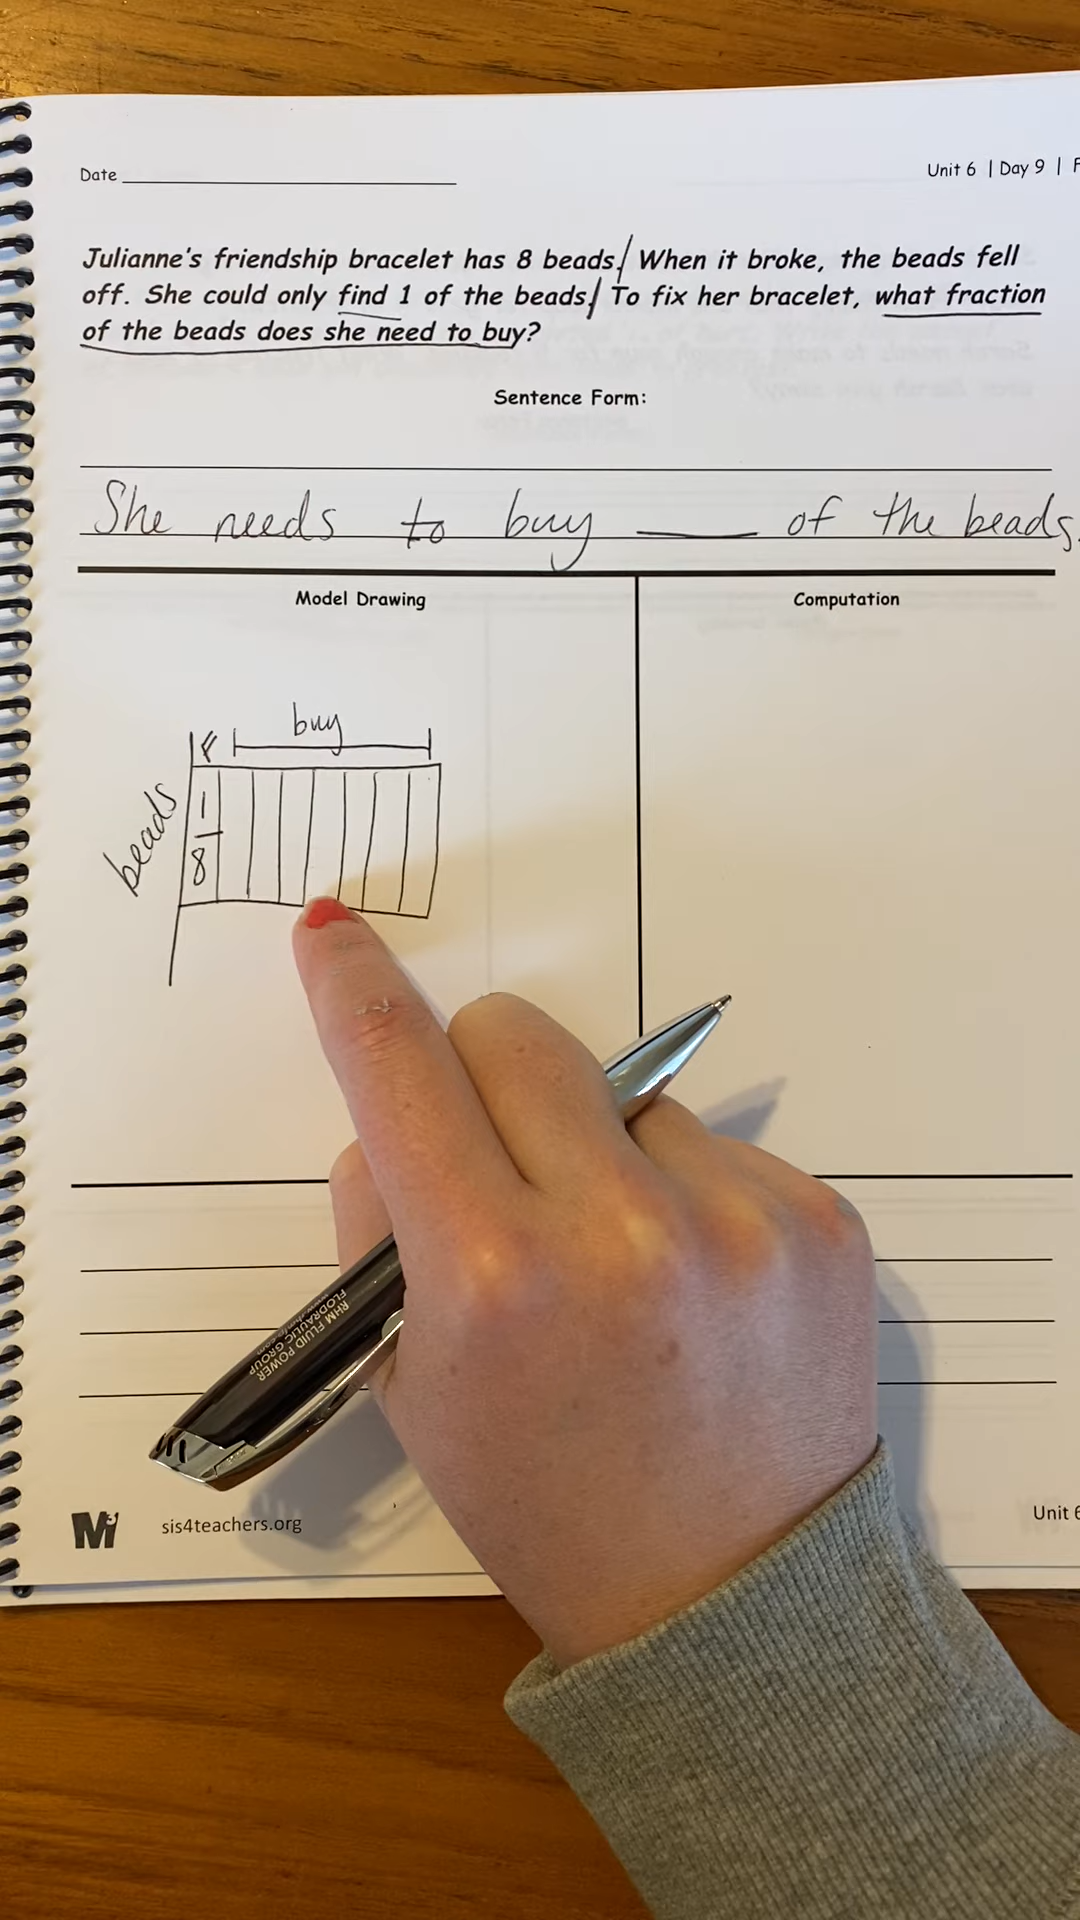 Date
Unit 6 | Day 9 | F
Julianne's friendship bracelet has 8 beads./ When it broke, the beads fell
off. She could only find 1 of the beads./ To fix her bracelet, what fraction
of the beads does she need to buy?
Sentence Form:
She needs to buy ____ of the beads.
Model Drawing
Computation
buy
F
beads
1
8
RHM FLUID POWER
FLODRAULIC GROUP
M³
sis4teachers.org
Unit 6